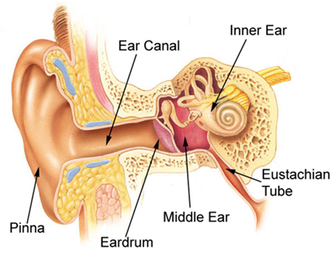 Inner Ear
Ear Canal
Eustachian
Tube
Middle Ear
Pinna
Eardrum